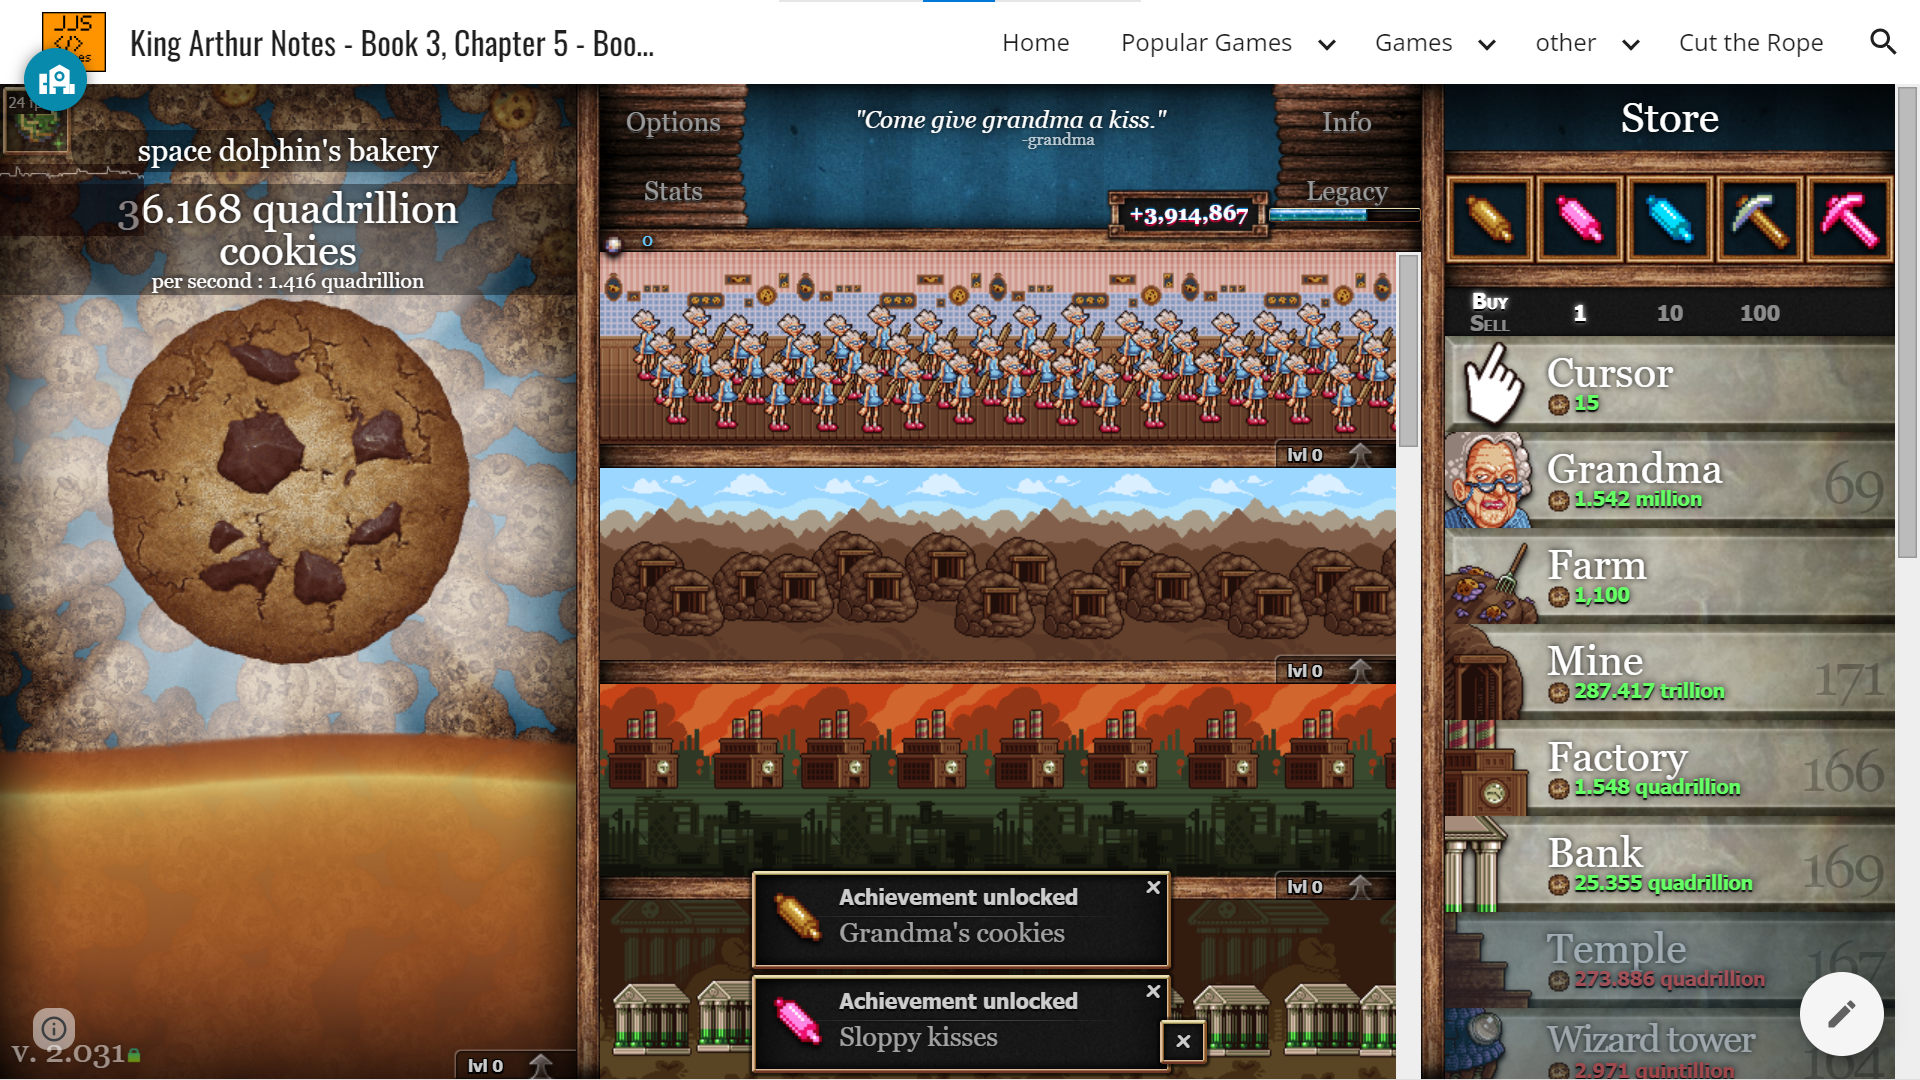 JJS
</>
King Arthur Notes - Book 3, Chapter 5 - Boo...
Home
Popular Games
Games
other
Cut the Rope
space dolphin's bakery
36.168 quadrillion
cookies
per second : 1.416 quadrillion
v. 2.031
lvl 0
Options
Stats
"Come give grandma a kiss."
-grandma
Info
Legacy
+3,914,867
0
lvl 0
lvl 0
lvl 0
Achievement unlocked
Grandma's cookies
Achievement unlocked
Sloppy kisses
Store
Buy
Sell
1
10
100
Cursor
15
Grandma
1.542 million
69
Farm
1,100
Mine
287.417 trillion
171
Factory
1.548 quadrillion
166
Bank
25.355 quadrillion
169
Temple
273.886 quadrillion
167
Wizard tower
2.971 quintillion
164